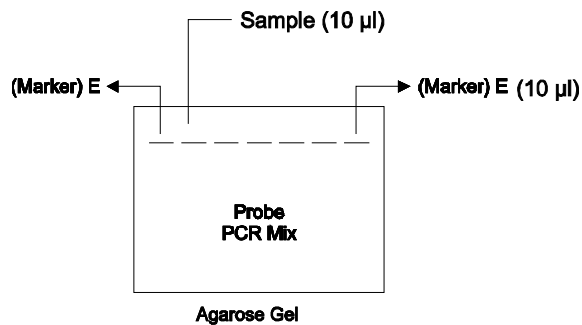 Sample (10 µl)
(Marker) E
(Marker) E (10 µl)
Probe
PCR Mix
Agarose Gel